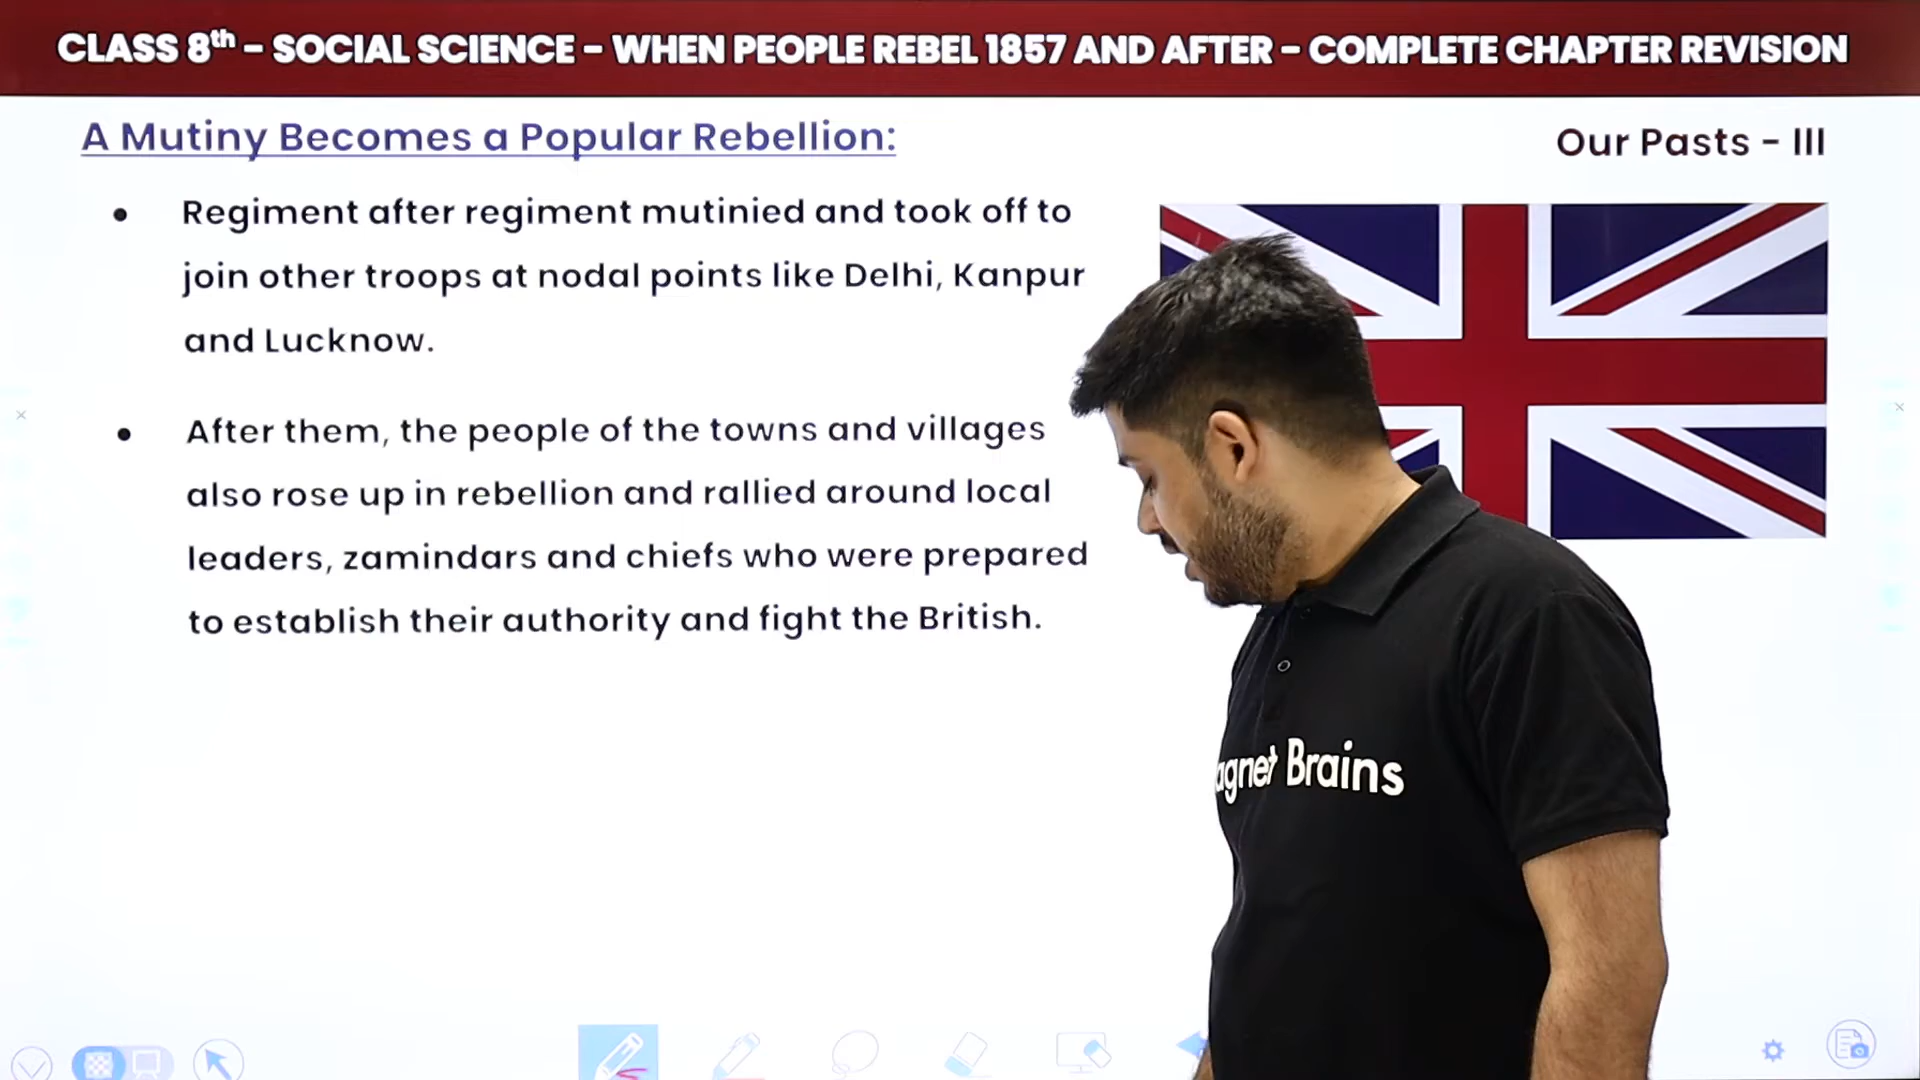 CLASS 8th – SOCIAL SCIENCE – WHEN PEOPLE REBEL 1857 AND AFTER – COMPLETE CHAPTER REVISION
A Mutiny Becomes a Popular Rebellion:
Our Pasts - III
• Regiment after regiment mutinied and took off to
join other troops at nodal points like Delhi, Kanpur
and Lucknow.
• After them, the people of the towns and villages
also rose up in rebellion and rallied around local
leaders, zamindars and chiefs who were prepared
to establish their authority and fight the British.
agnet Brains